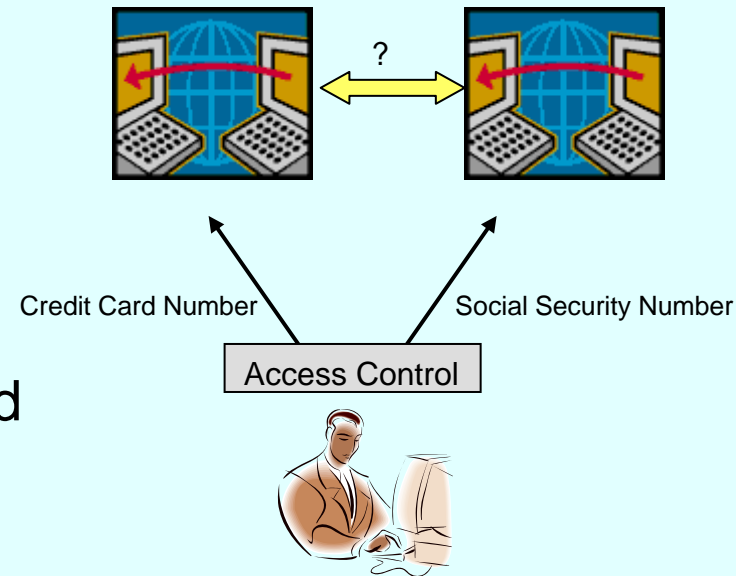 ?
Credit Card Number
Social Security Number
Access Control
d